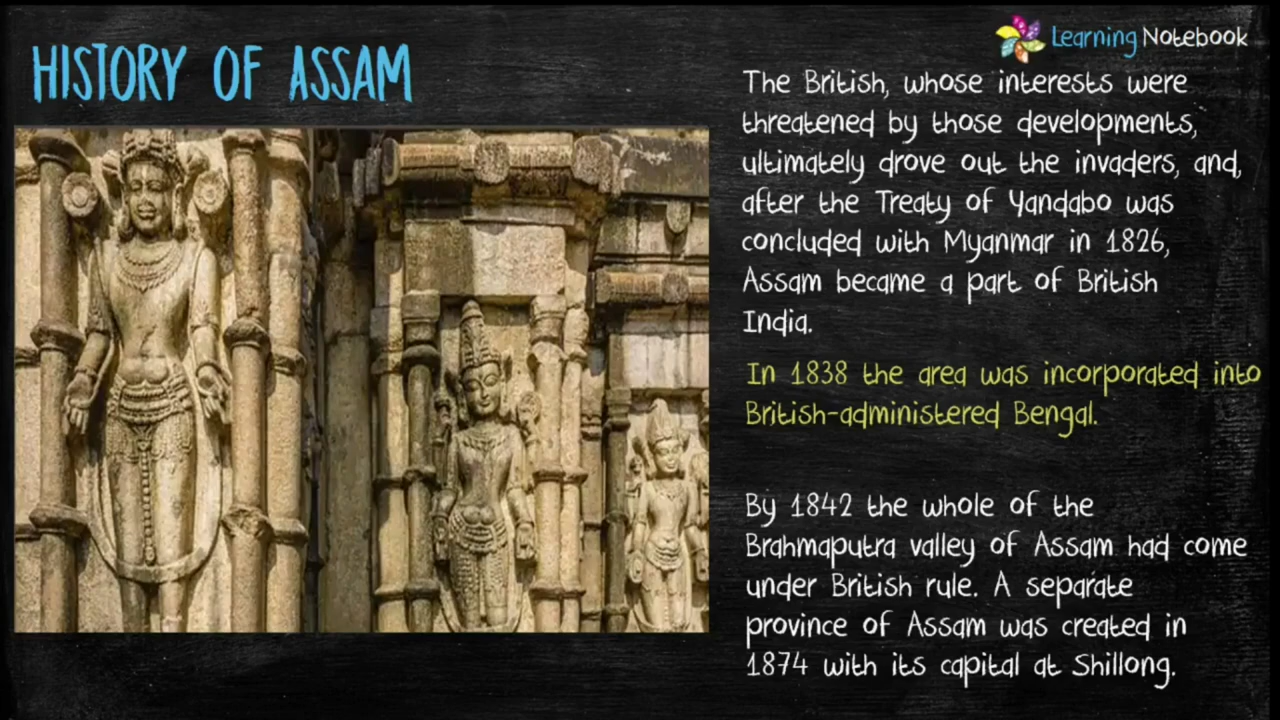 HISTORY OF ASSAM
Learning Notebook
The British, whose interests were
threatened by those developments,
ultimately drove out the invaders, and,
after the Treaty of Yandabo was
concluded with Myanmar in 1826,
Assam became a part of British
India.
In 1838 the area was incorporated into
British-administered Bengal.
By 1842 the whole of the
Brahmaputra valley of Assam had come
under British rule. A separate
province of Assam was created in
1874 with its capital at Shillong.